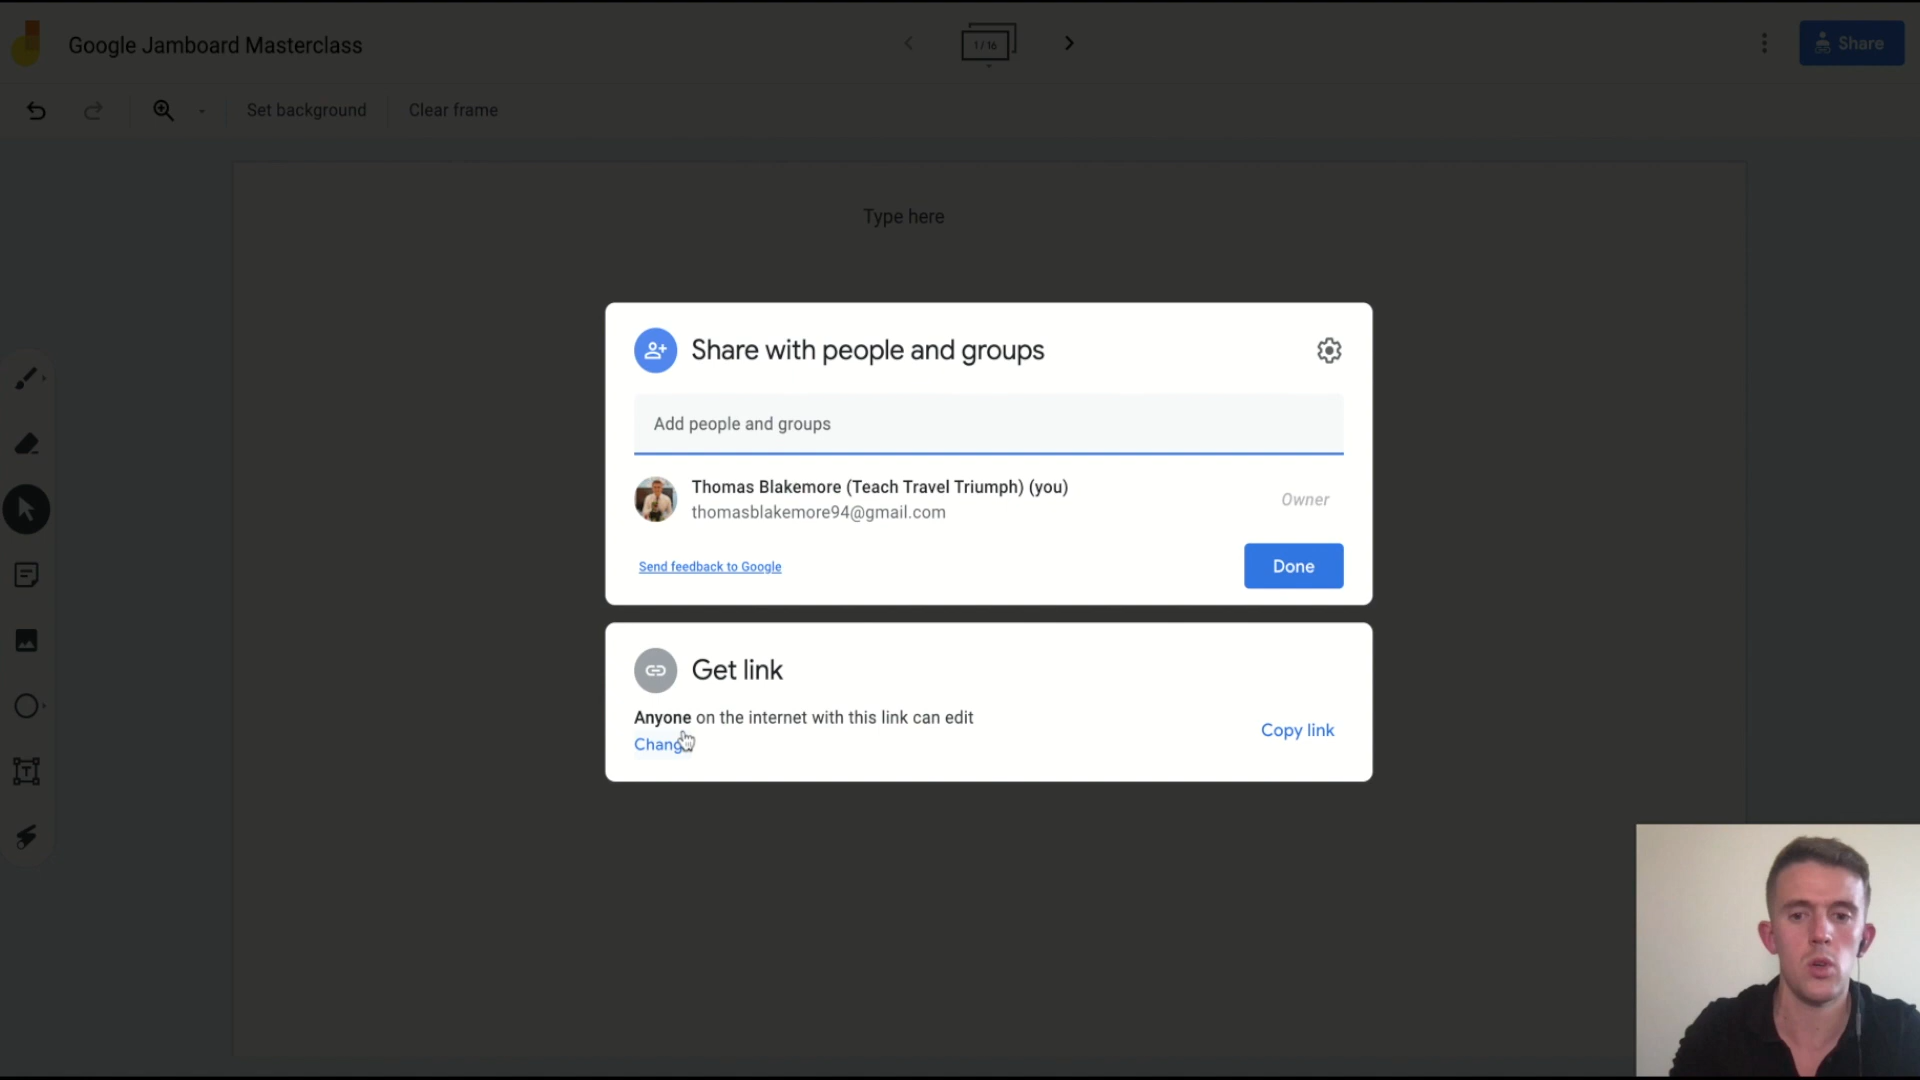 Google Jamboard Masterclass
1 / 16
Share
Set background
Clear frame
Type here
Share with people and groups
Add people and groups
Thomas Blakemore (Teach Travel Triumph) (you)
thomasblakemore94@gmail.com
Owner
Send feedback to Google
Done
Get link
Anyone on the internet with this link can edit
Copy link